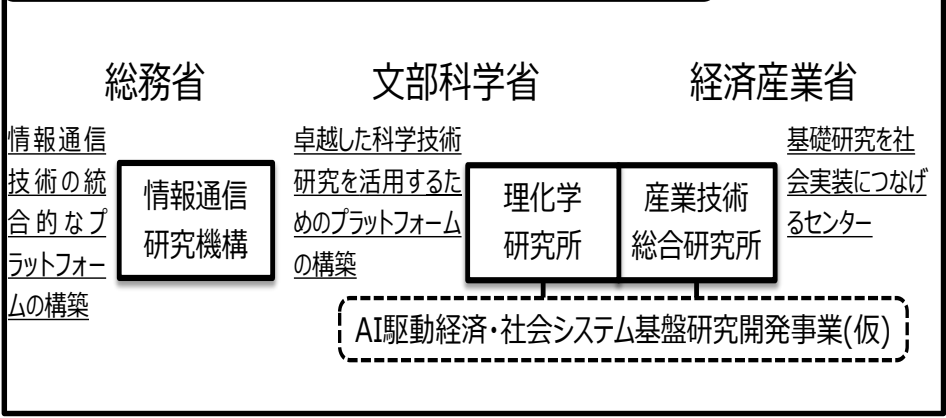 総務省
文部科学省
経済産業省
情報通信
技術の統
合的なプ
ラットフォー
ムの構築
情報通信
研究機構
卓越した科学技術
研究を活用するた
めのプラットフォーム
の構築
理化学
研究所
産業技術
総合研究所
基礎研究を社
会実装につなげ
るセンター
AI駆動経済・社会システム基盤研究開発事業(仮)